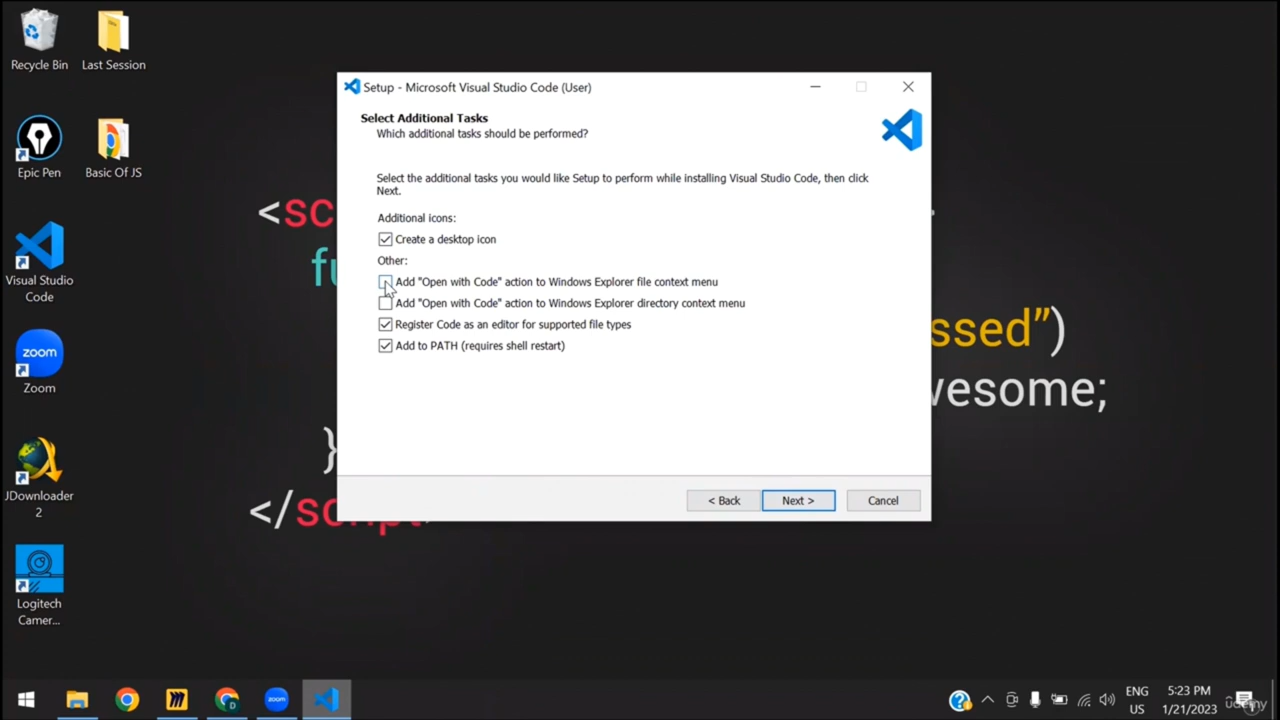 Recycle Bin
Last Session
Epic Pen
Basic Of JS
Visual Studio
Code
zoom
Zoom
JDownloader
2
Logitech
Camer...
Setup - Microsoft Visual Studio Code (User)
Select Additional Tasks
Which additional tasks should be performed?
Select the additional tasks you would like Setup to perform while installing Visual Studio Code, then click
Next.
Additional icons:
Create a desktop icon
Other:
Add "Open with Code" action to Windows Explorer file context menu
Add "Open with Code" action to Windows Explorer directory context menu
Register Code as an editor for supported file types
Add to PATH (requires shell restart)
< Back
Next >
Cancel
<sc
fu
ssed”)
wesome;
}
</script
zoom
ENG
US
5:23 PM
1/21/2023
udemy